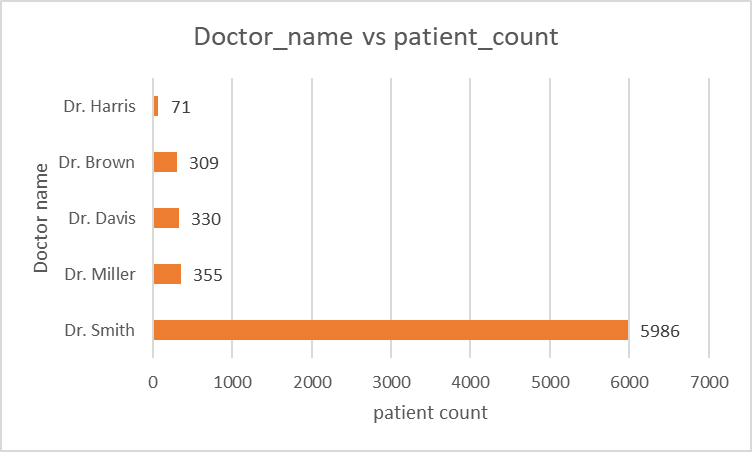 Doctor_name vs patient_count
Dr. Harris 71
Dr. Brown 309
Dr. Davis 330
Dr. Miller 355
Dr. Smith 5986
Doctor name
0 1000 2000 3000 4000 5000 6000 7000
patient count